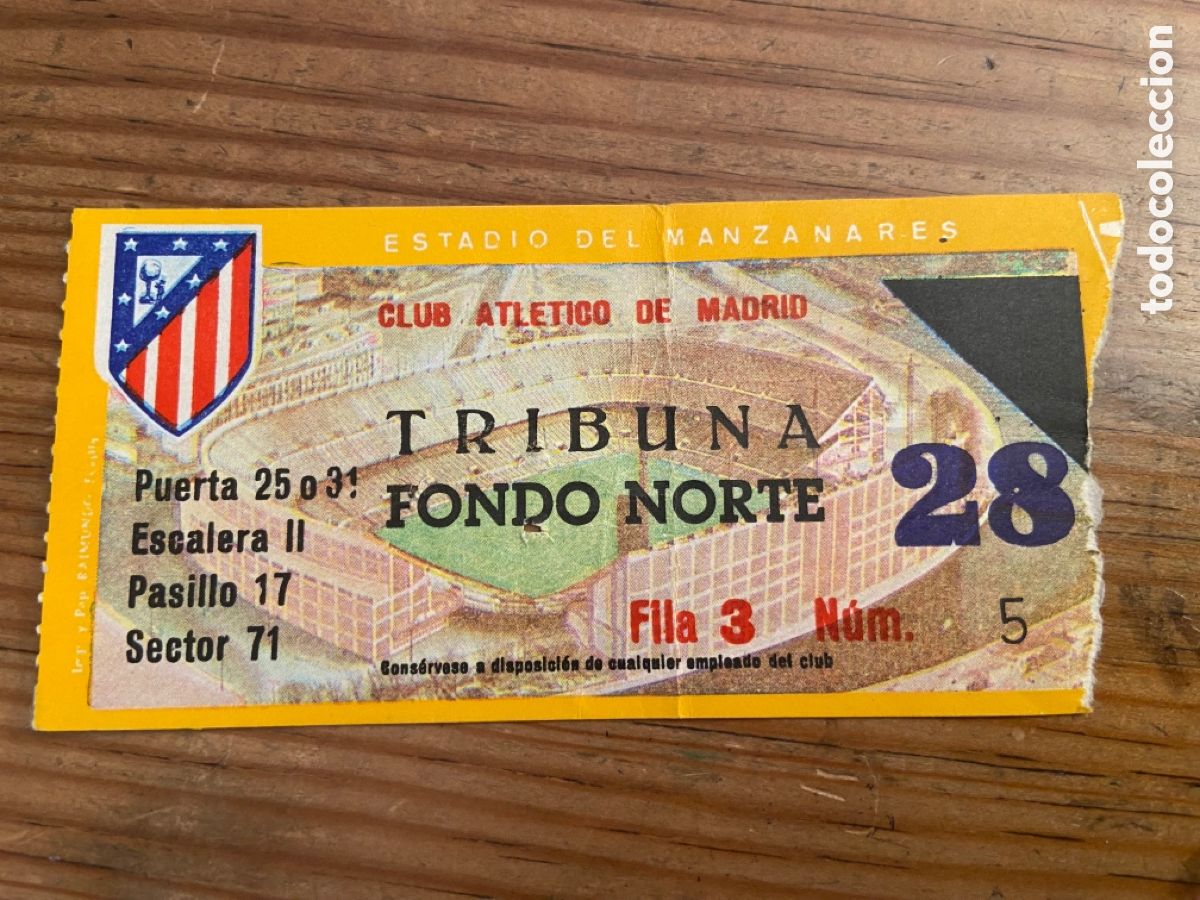 ESTADIO DEL MANZANARES
CLUB ATLETICO DE MADRID
TRIBUNA
FONDO NORTE
28
Puerta 25 o 31
Escalera II
Pasillo 17
Sector 71
Fila 3 Núm. 5
Consérvese a disposición de cualquier empleado del club
RAIMUNDO
todocoleccion